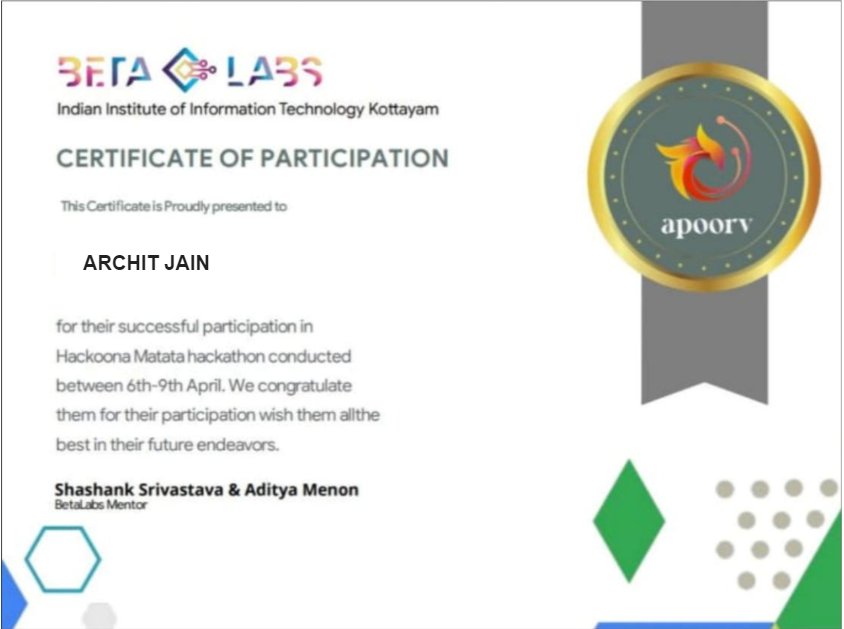 BETA LABS
Indian Institute of Information Technology Kottayam
CERTIFICATE OF PARTICIPATION
This Certificate is Proudly presented to
ARCHIT JAIN
for their successful participation in
Hackoona Matata hackathon conducted
between 6th-9th April. We congratulate
them for their participation wish them allthe
best in their future endeavors.
Shashank Srivastava & Aditya Menon
BetaLabs Mentor
apoorv